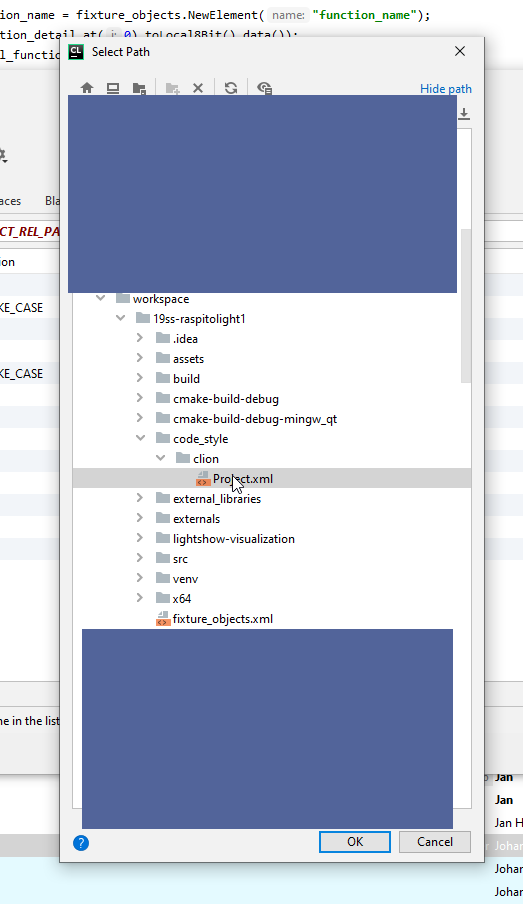 ion_name = fixture_objects.NewElement( name: "function_name");
tion_detail.at( i: 0).toLocal8Bit().data());
l_functio
CL Select Path
Hide path
aces Bla
CT_REL_PA
ion
KE_CASE
KE_CASE
workspace
19ss-raspitolight1
.idea
assets
build
cmake-build-debug
cmake-build-debug-mingw_qt
code_style
clion
Project.xml
external_libraries
externals
lightshow-visualization
src
venv
x64
fixture_objects.xml
ne in the list
Jan
Jan
Jan H
Johar
? OK Cancel
Johar
Johar